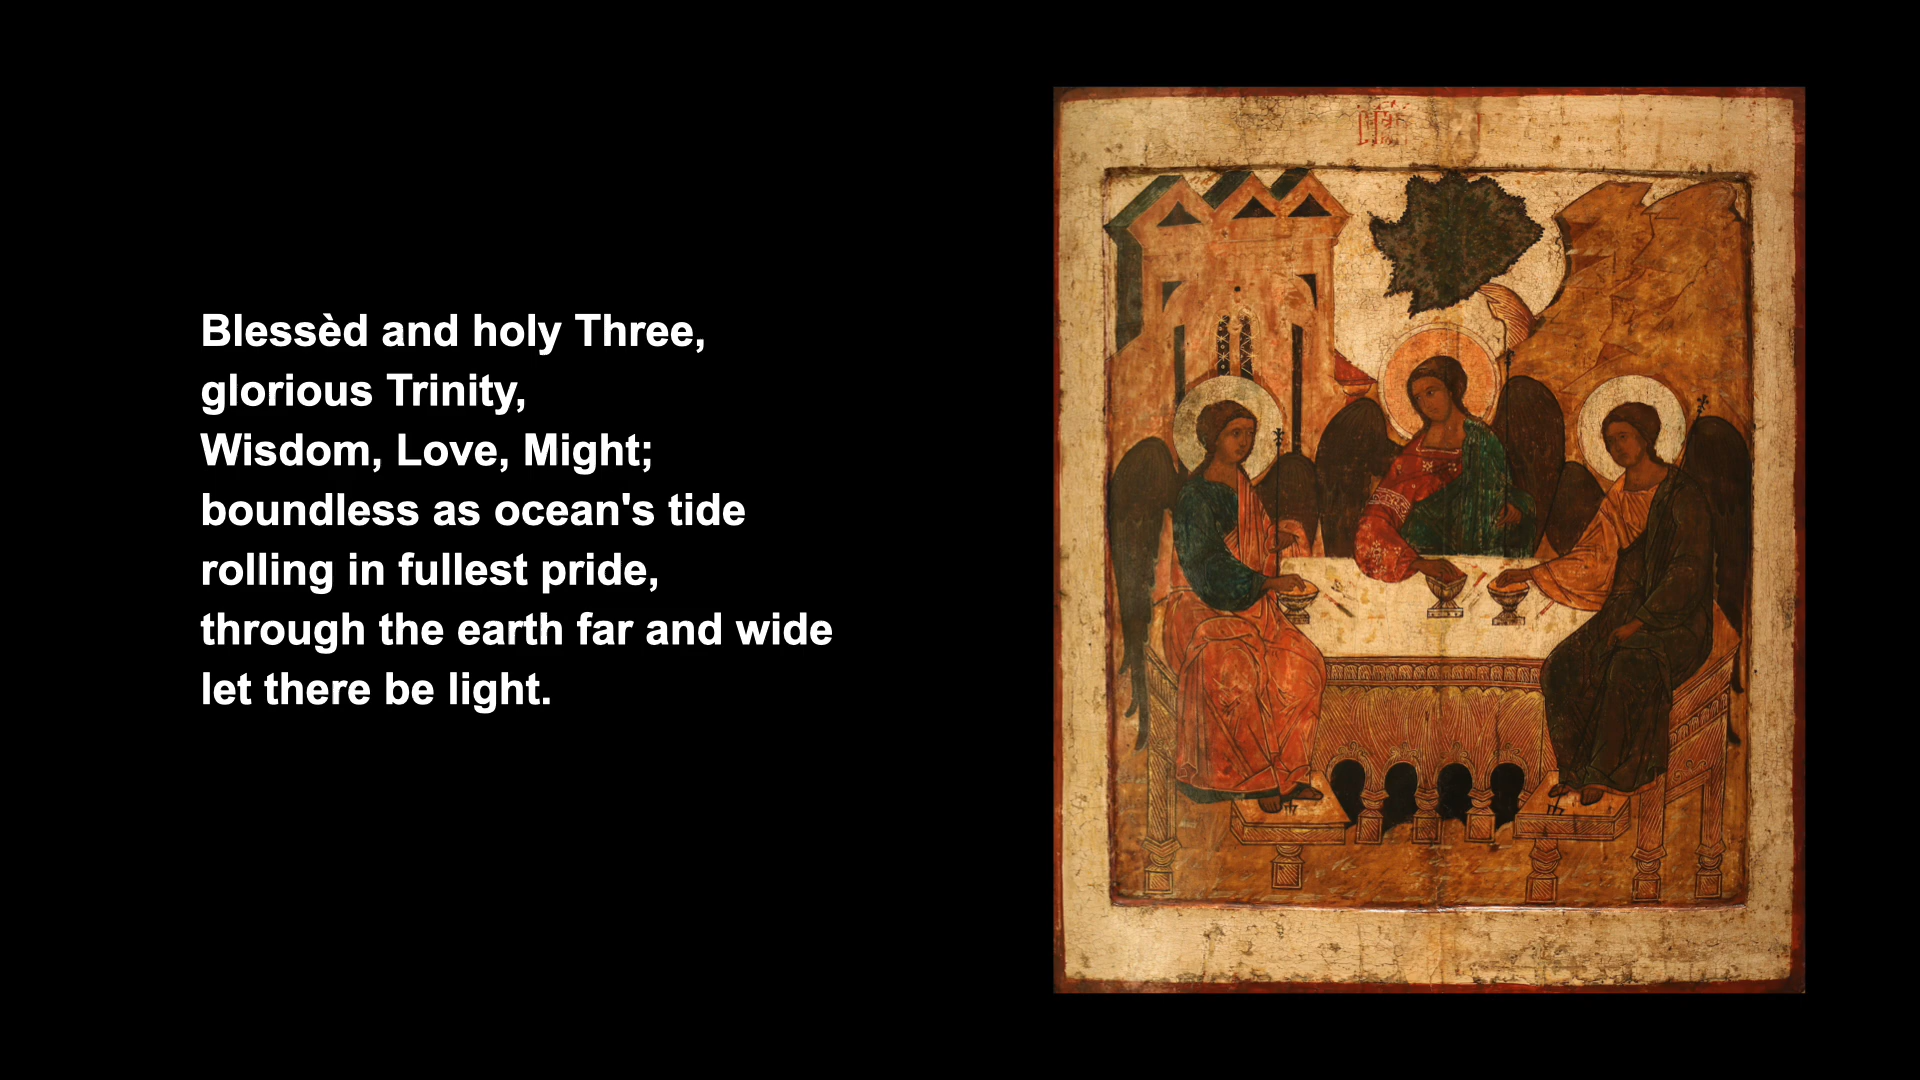 Blessèd and holy Three,
glorious Trinity,
Wisdom, Love, Might;
boundless as ocean's tide
rolling in fullest pride,
through the earth far and wide
let there be light.